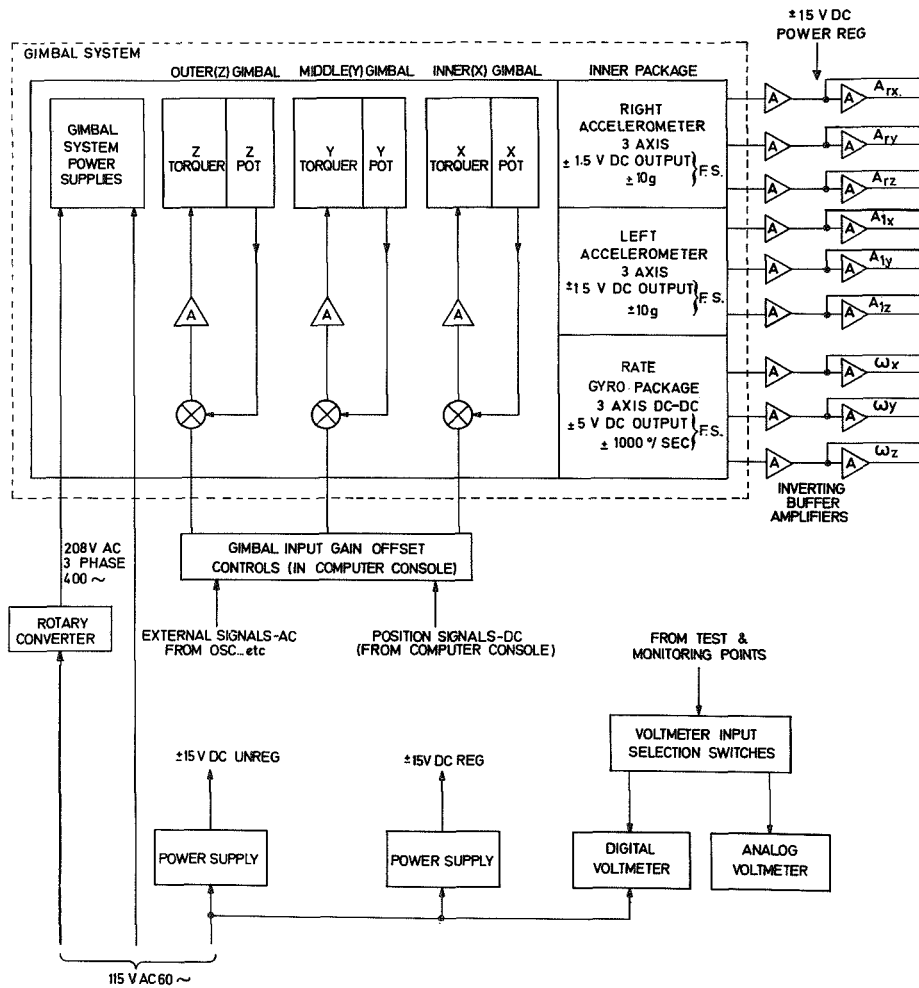 ±15 V DC
POWER REG
GIMBAL SYSTEM
OUTER(Z) GIMBAL
MIDDLE(Y) GIMBAL
INNER(X) GIMBAL
INNER PACKAGE
GIMBAL
SYSTEM
POWER
SUPPLIES
Z
TORQUER
Z
POT
Y
TORQUER
Y
POT
X
TORQUER
X
POT
RIGHT
ACCELEROMETER
3 AXIS
± 1.5 V DC OUTPUT
± 10g
} F.S.
LEFT
ACCELEROMETER
3 AXIS
±1.5 V DC OUTPUT
±10g
} F.S.
RATE
GYRO PACKAGE
3 AXIS DC-DC
± 5 V DC OUTPUT
± 1000 °/ SEC
} F.S.
A
A
A
A A Arx.
A A Ary
A A Arz
A A A1x
A A A1y
A A A1z
A A ωx
A A ωy
A A ωz
INVERTING
BUFFER
AMPLIFIERS
GIMBAL INPUT GAIN OFFSET
CONTROLS (IN COMPUTER CONSOLE)
208V AC
3 PHASE
400 ~
ROTARY
CONVERTER
EXTERNAL SIGNALS-AC
FROM OSC...etc
POSITION SIGNALS-DC
(FROM COMPUTER CONSOLE)
FROM TEST &
MONITORING POINTS
VOLTMETER INPUT
SELECTION SWITCHES
±15V DC UNREG
±15V DC REG
POWER SUPPLY
POWER SUPPLY
DIGITAL
VOLTMETER
ANALOG
VOLTMETER
115 V AC60 ~